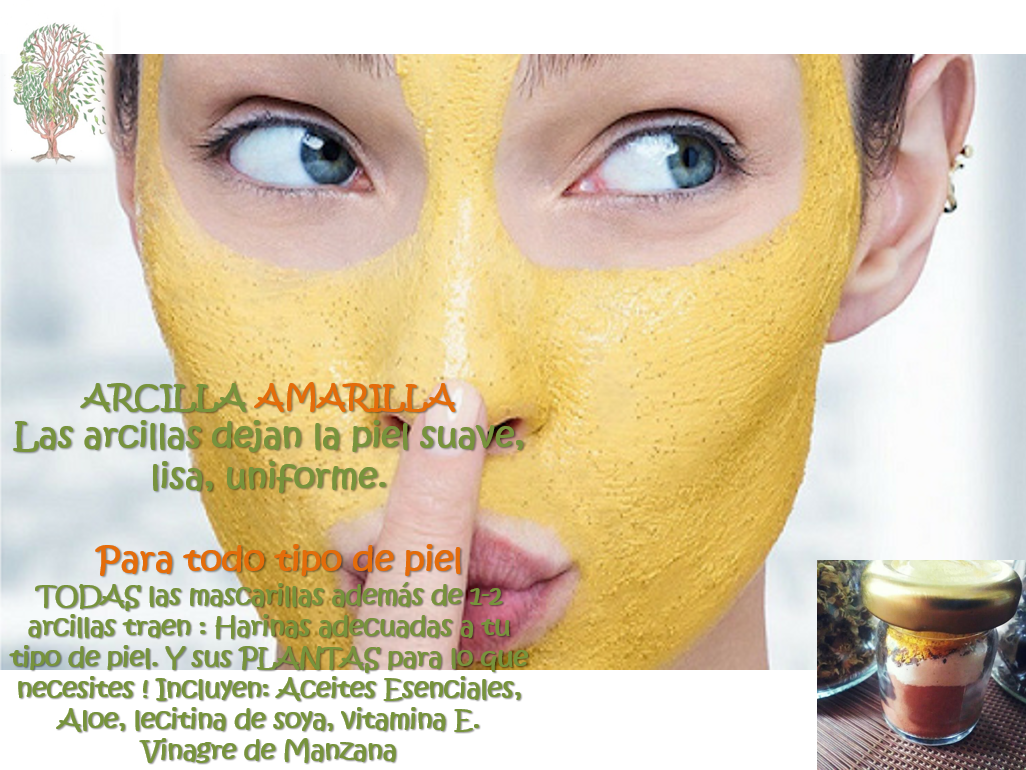 ARCILLA AMARILLA
Las arcillas dejan la piel suave,
lisa, uniforme.
Para todo tipo de piel
TODAS las mascarillas además de 1-2
arcillas traen : Harinas adecuadas a tu
tipo de piel. Y sus PLANTAS para lo que
necesites ! Incluyen: Aceites Esenciales,
Aloe, lecitina de soya, vitamina E.
Vinagre de Manzana